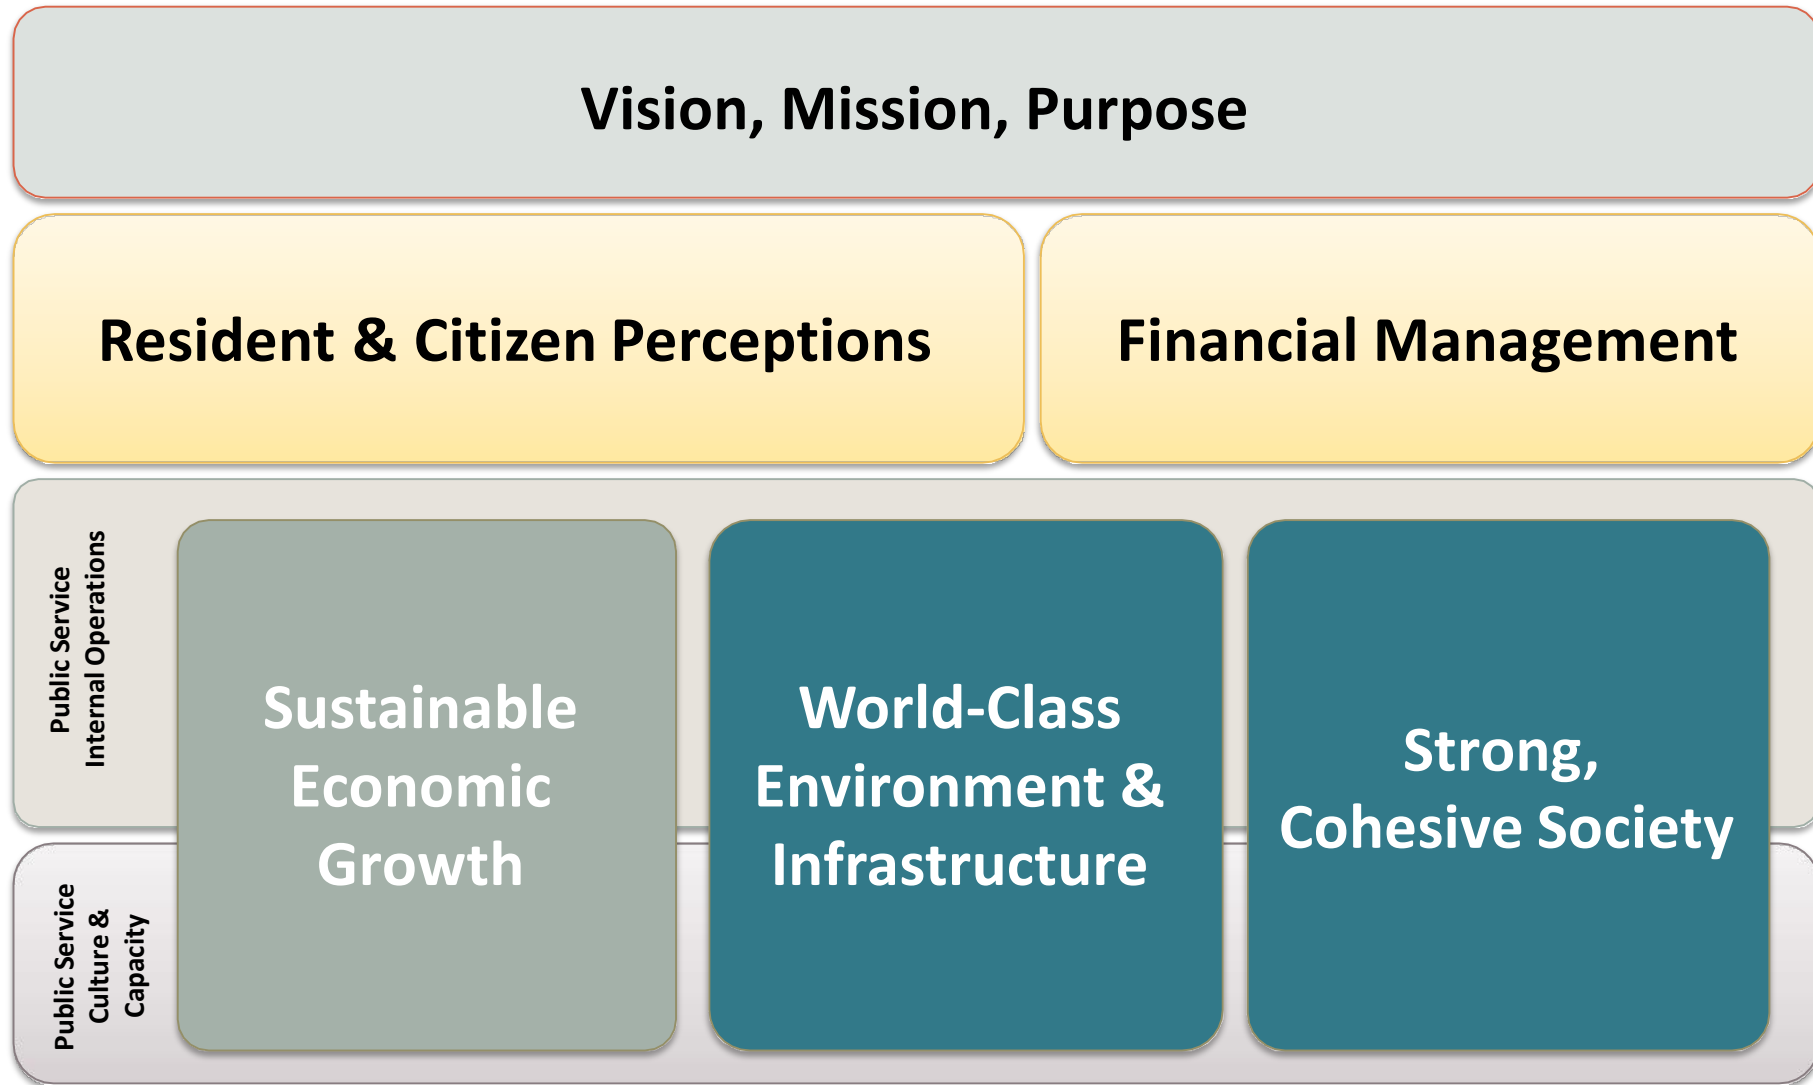 Vision, Mission, Purpose
Resident & Citizen Perceptions
Financial Management
Public Service
Internal Operations
Sustainable
Economic
Growth
World-Class
Environment &
Infrastructure
Strong,
Cohesive Society
Public Service
Culture &
Capacity